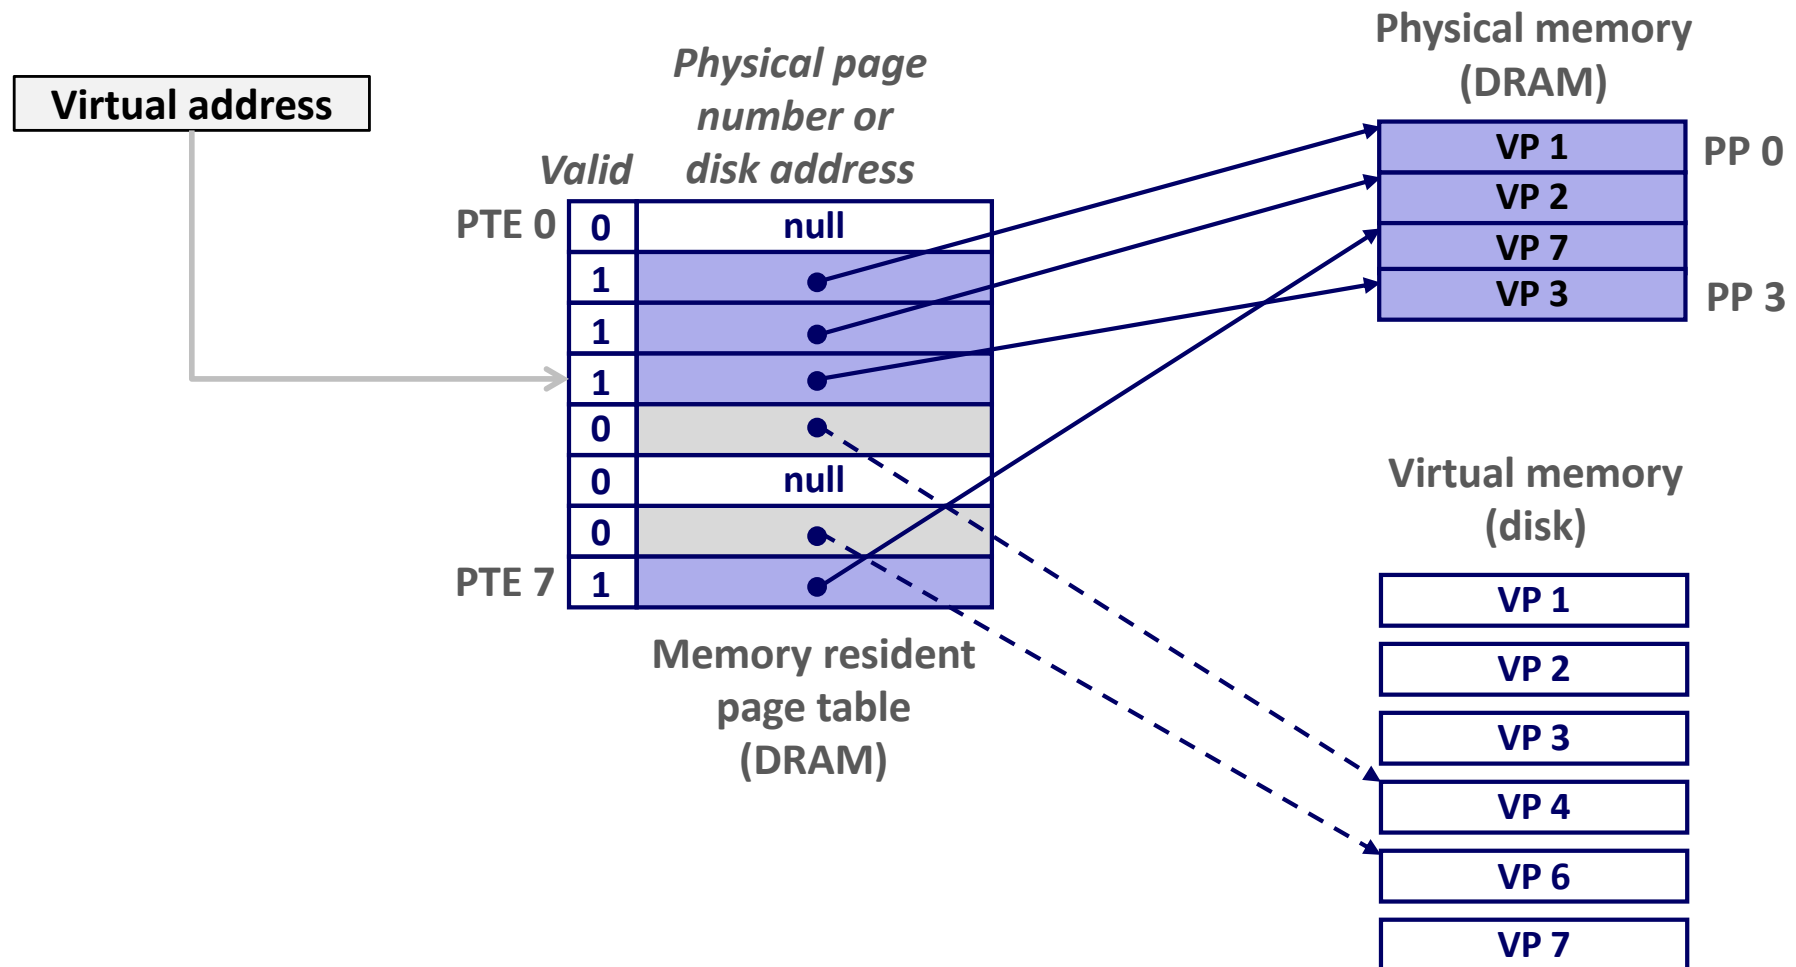 Virtual address
Physical page
number or
disk address
Valid
PTE 0
0
null
1
1
1
0
0
null
0
PTE 7
1
Memory resident
page table
(DRAM)
Physical memory
(DRAM)
VP 1
PP 0
VP 2
VP 7
VP 3
PP 3
Virtual memory
(disk)
VP 1
VP 2
VP 3
VP 4
VP 6
VP 7